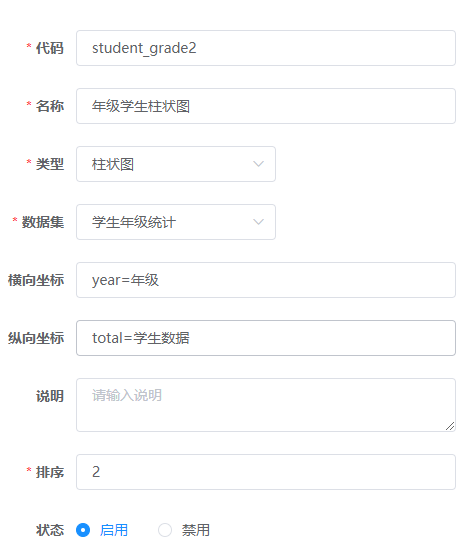 * 代码 student_grade2
* 名称 年级学生柱状图
* 类型 柱状图
* 数据集 学生年级统计
横向坐标 year=年级
纵向坐标 total=学生数据
说明 请输入说明
* 排序 2
状态 启用 禁用